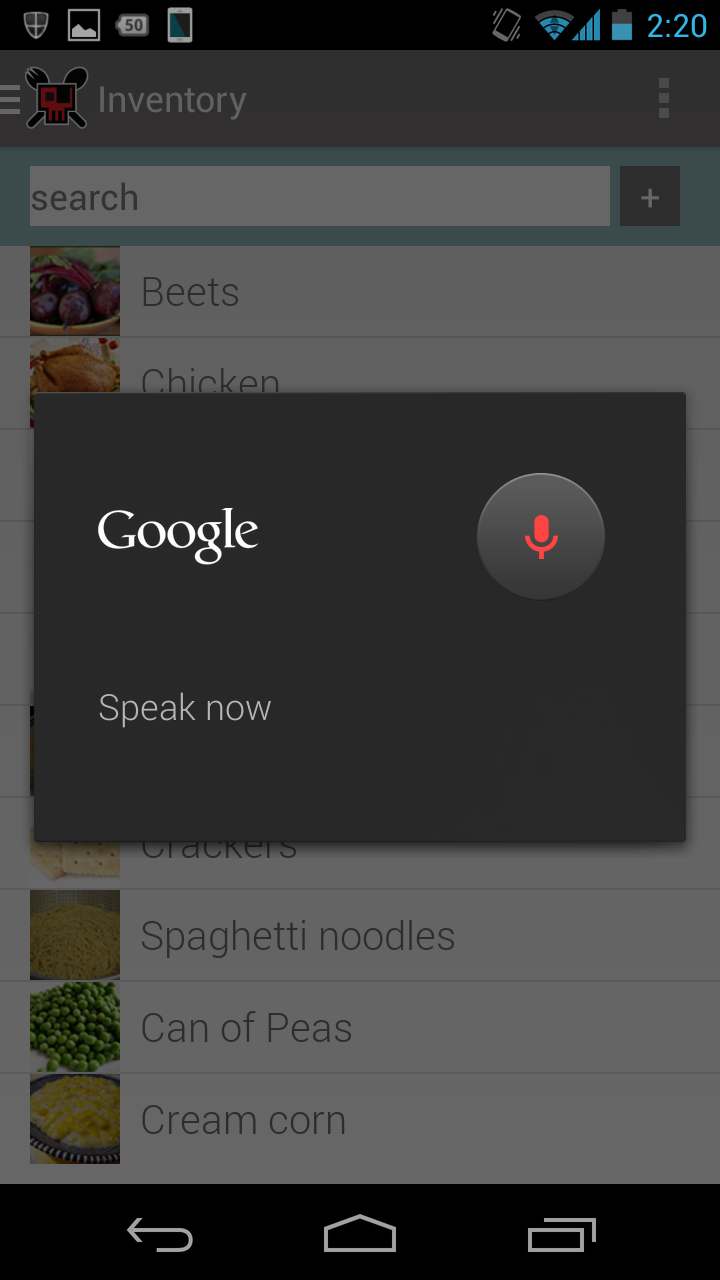 50
2:20
Inventory
search
+
Beets
Chicken
Google
Speak now
Crackers
Spaghetti noodles
Can of Peas
Cream corn